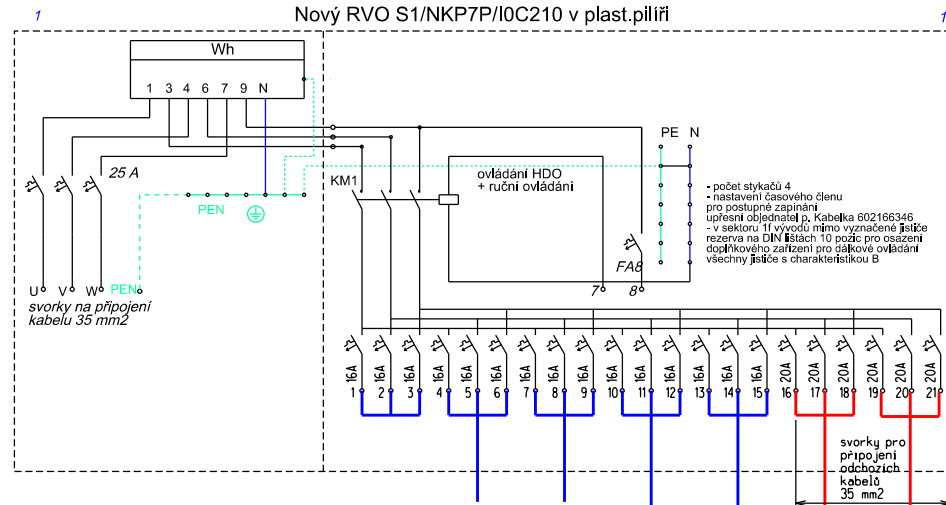 Nový RVO S1/NKP7P/I0C210 v plast.pilíři
1
1
Wh
1 3 4 6 7 9 N
25 A
PEN
KM1
ovládání HDO
+ ruční ovládání
PE N
- počet stykačů 4
- nastavení časového členu
pro postupné zapínání
upřesní objednatel p. Kabelka 602166346
- v sektoru 1f vývodů mimo vyznačené jističe
rezerva na DIN lištách 10 pozic pro osazení
doplňkového zařízení pro dálkové ovládání
všechny jističe s charakteristikou B
FA8
7 8
U V W PEN
svorky na připojení
kabelu 35 mm2
16A 16A 16A 16A 16A 16A 16A 16A 16A 16A 16A 16A 16A 16A 16A 20A 20A 20A 20A 20A 20A
1 2 3 4 5 6 7 8 9 10 11 12 13 14 15 16 17 18 19 20 21
svorky pro
připojení
odchozích
kabelů
35 mm2